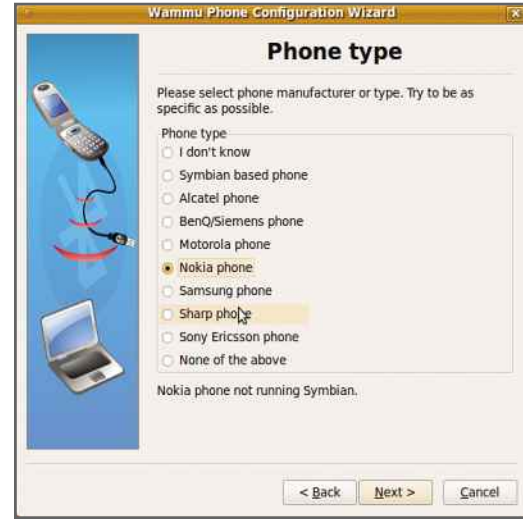 Wammu Phone Configuration Wizard
Phone type
Please select phone manufacturer or type. Try to be as
specific as possible.
Phone type
I don't know
Symbian based phone
Alcatel phone
BenQ/Siemens phone
Motorola phone
Nokia phone
Samsung phone
Sharp phone
Sony Ericsson phone
None of the above
Nokia phone not running Symbian.
< Back
Next >
Cancel